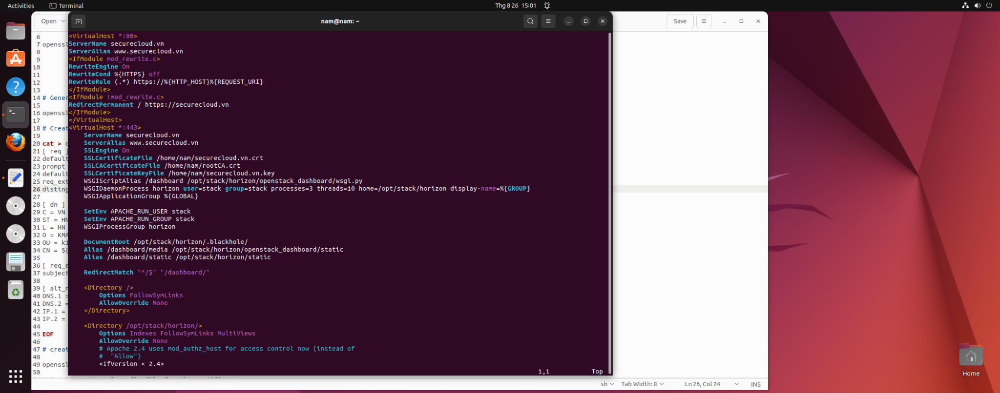 Activities
Terminal
Thg 8 26 15:01
Open
nam@nam: ~
Save
6
7 openssl
8
9
10
11
12
13
14 # Gener
15
16 openssl
17
18 # Creat
19
20 cat > c
21 [ req ]
22 default
23 prompt
24 default
25 req_ext
26 disting
27
28 [ dn ]
29 C = VN
30 ST = HN
31 L = HN
32 O = KMA
33 OU = k1
34 CN = ${
35
36 [ req_e
37 subject
38
39 [ alt_n
40 DNS.1 =
41 DNS.2 =
42 IP.1 =
43 IP.2 =
44
45 EOF
46
47 # creat
48
49 openssl
50
<VirtualHost *:80>
ServerName securecloud.vn
ServerAlias www.securecloud.vn
<IfModule mod_rewrite.c>
RewriteEngine On
RewriteCond %{HTTPS} off
RewriteRule (.*) https://%{HTTP_HOST}%{REQUEST_URI}
</IfModule>
<IfModule !mod_rewrite.c>
RedirectPermanent / https://securecloud.vn
</IfModule>
</VirtualHost>
<VirtualHost *:443>
ServerName securecloud.vn
ServerAlias www.securecloud.vn
SSLEngine On
SSLCertificateFile /home/nam/securecloud.vn.crt
SSLCACertificateFile /home/nam/rootCA.crt
SSLCertificateKeyFile /home/nam/securecloud.vn.key
WSGIScriptAlias /dashboard /opt/stack/horizon/openstack_dashboard/wsgi.py
WSGIDaemonProcess horizon user=stack group=stack processes=3 threads=10 home=/opt/stack/horizon display-name=%{GROUP}
WSGIApplicationGroup %{GLOBAL}
SetEnv APACHE_RUN_USER stack
SetEnv APACHE_RUN_GROUP stack
WSGIProcessGroup horizon
DocumentRoot /opt/stack/horizon/.blackhole/
Alias /dashboard/media /opt/stack/horizon/openstack_dashboard/static
Alias /dashboard/static /opt/stack/horizon/static
RedirectMatch "^/$" "/dashboard/"
<Directory />
Options FollowSymLinks
AllowOverride None
</Directory>
<Directory /opt/stack/horizon/>
Options Indexes FollowSymLinks MultiViews
AllowOverride None
# Apache 2.4 uses mod_authz_host for access control now (instead of
# "Allow")
<IfVersion < 2.4>
1,1 Top
sh Tab Width: 8 Ln 26, Col 24 INS
Home